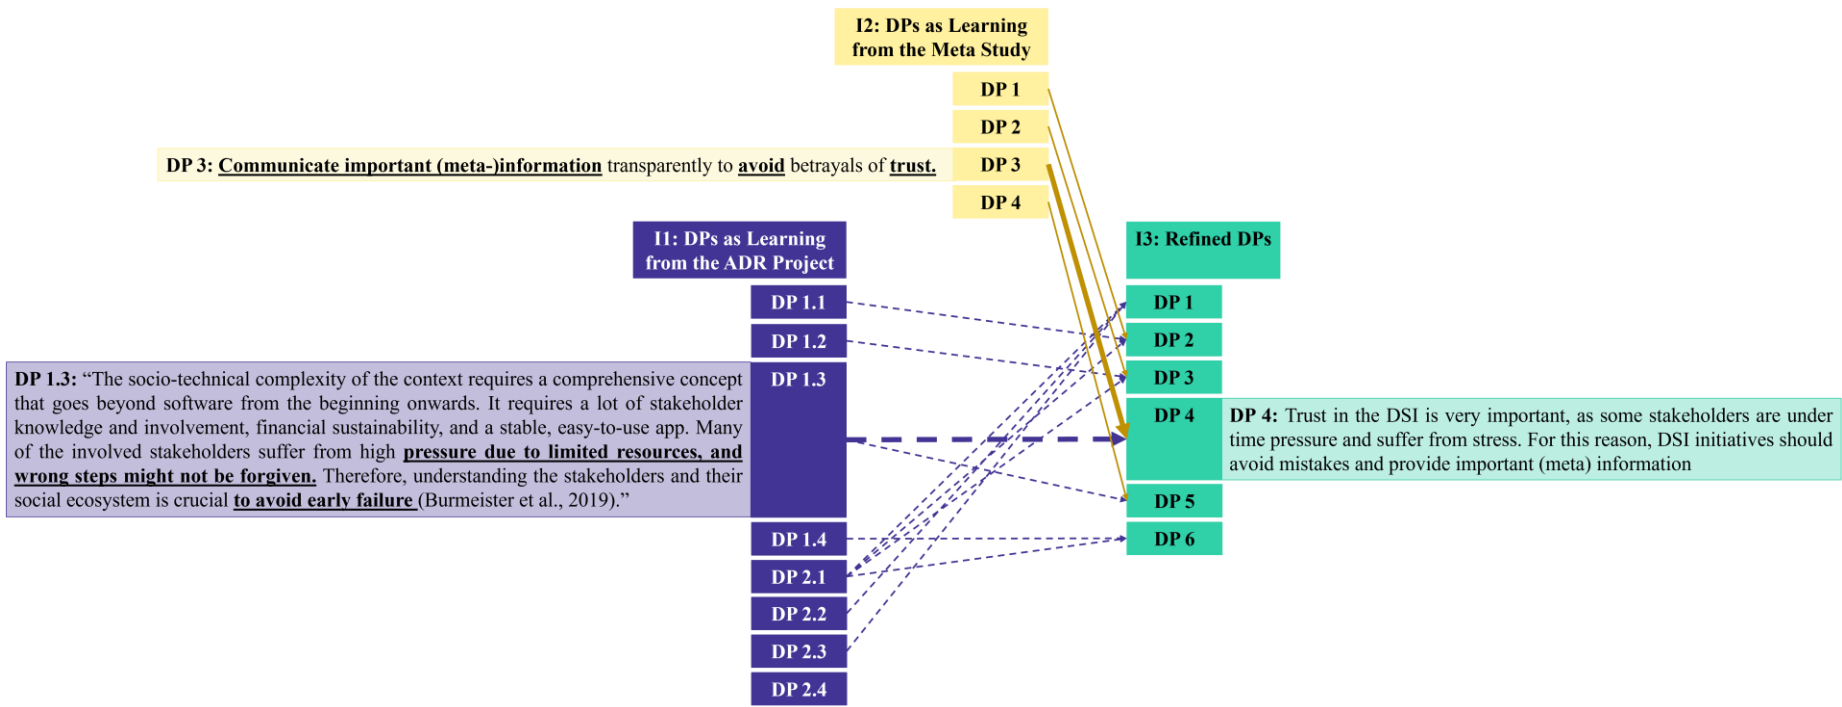 I2: DPs as Learning
from the Meta Study
DP 1
DP 2
DP 3: Communicate important (meta-)information transparently to avoid betrayals of trust.
DP 3
DP 4
I1: DPs as Learning
from the ADR Project
DP 1.1
DP 1.2
DP 1.3: “The socio-technical complexity of the context requires a comprehensive concept
that goes beyond software from the beginning onwards. It requires a lot of stakeholder
knowledge and involvement, financial sustainability, and a stable, easy-to-use app. Many
of the involved stakeholders suffer from high pressure due to limited resources, and
wrong steps might not be forgiven. Therefore, understanding the stakeholders and their
social ecosystem is crucial to avoid early failure (Burmeister et al., 2019).”
DP 1.3
DP 1.4
DP 2.1
DP 2.2
DP 2.3
DP 2.4
I3: Refined DPs
DP 1
DP 2
DP 3
DP 4
DP 4: Trust in the DSI is very important, as some stakeholders are under
time pressure and suffer from stress. For this reason, DSI initiatives should
avoid mistakes and provide important (meta) information
DP 5
DP 6